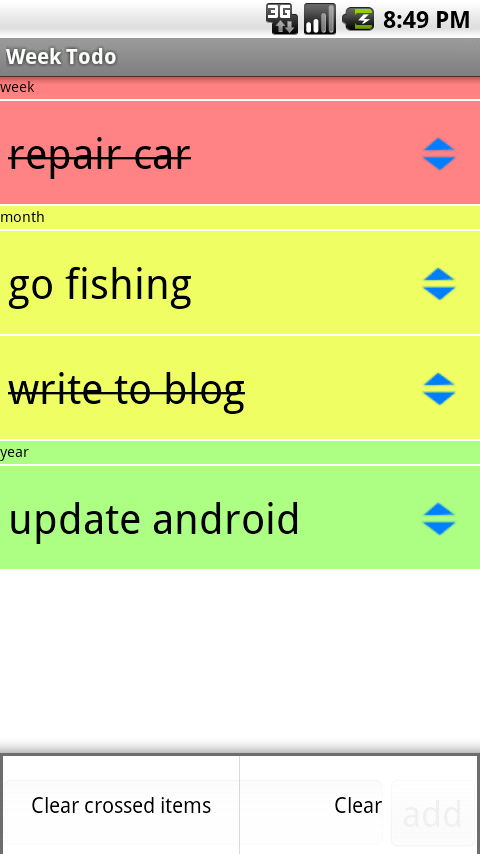 3G 8:49 PM
Week Todo
week
repair car
month
go fishing
write to blog
year
update android
Clear crossed items
Clear
add